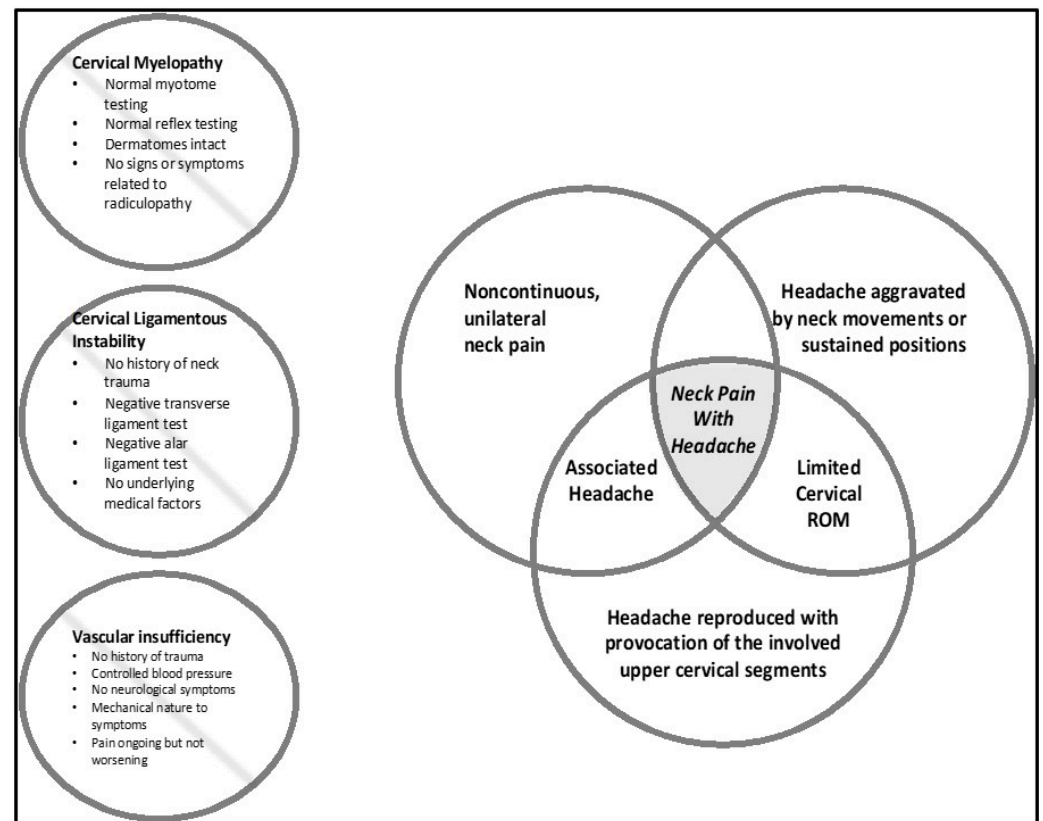 Cervical Myelopathy
• Normal myotome
testing
• Normal reflex testing
• Dermatomes intact
• No signs or symptoms
related to
radiculopathy
Cervical Ligamentous
Instability
• No history of neck
trauma
• Negative transverse
ligament test
• Negative alar
ligament test
• No underlying
medical factors
Vascular insufficiency
• No history of trauma
• Controlled blood pressure
• No neurological symptoms
• Mechanical nature to
symptoms
• Pain ongoing but not
worsening
Noncontinuous,
unilateral
neck pain
Headache aggravated
by neck movements or
sustained positions
Neck Pain
With
Headache
Associated
Headache
Limited
Cervical
ROM
Headache reproduced with
provocation of the involved
upper cervical segments